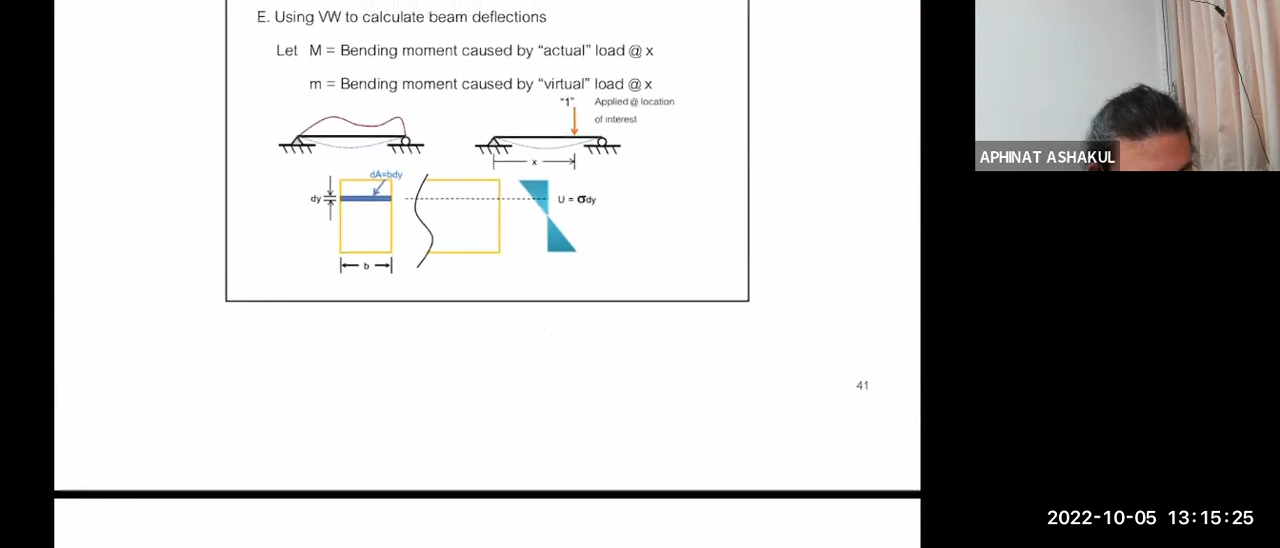 E. Using VW to calculate beam deflections
Let M = Bending moment caused by “actual” load @ x
m = Bending moment caused by “virtual” load @ x
“1” Applied @ location
of interest
x
dA=bdy
dy
U = σdy
b
41
APHINAT ASHAKUL
2022-10-05 13:15:25